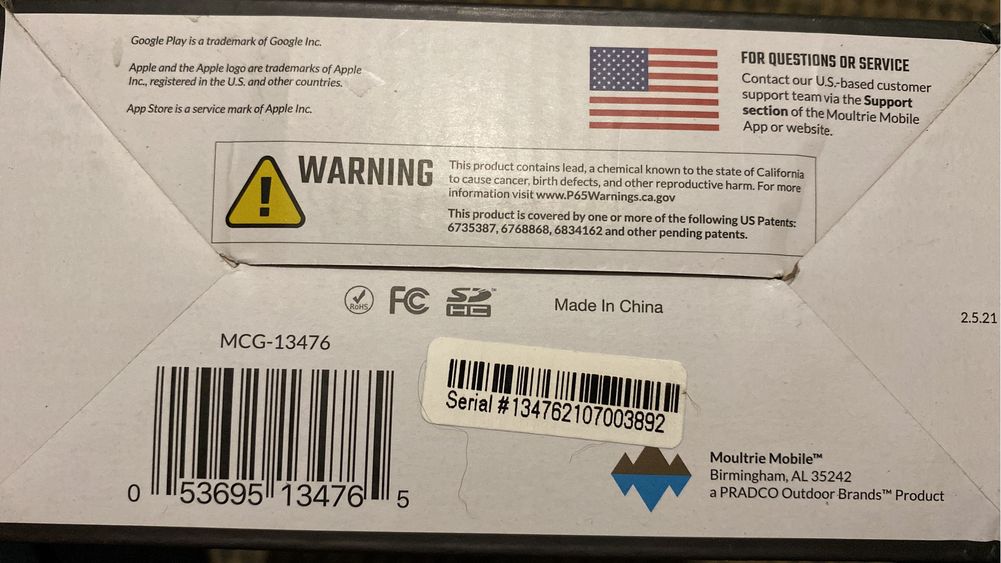 Google Play is a trademark of Google Inc.
Apple and the Apple logo are trademarks of Apple
Inc., registered in the U.S. and other countries.
App Store is a service mark of Apple Inc.
FOR QUESTIONS OR SERVICE
Contact our U.S.-based customer
support team via the Support
section of the Moultrie Mobile
App or website.
WARNING
This product contains lead, a chemical known to the state of California
to cause cancer, birth defects, and other reproductive harm. For more
information visit www.P65Warnings.ca.gov
This product is covered by one or more of the following US Patents:
6735387, 6768868, 6834162 and other pending patents.
RoHS
FC
SD
HC™
Made In China
2.5.21
MCG-13476
0 53695 13476 5
Serial #134762107003892
Moultrie Mobile™
Birmingham, AL 35242
a PRADCO Outdoor Brands™ Product